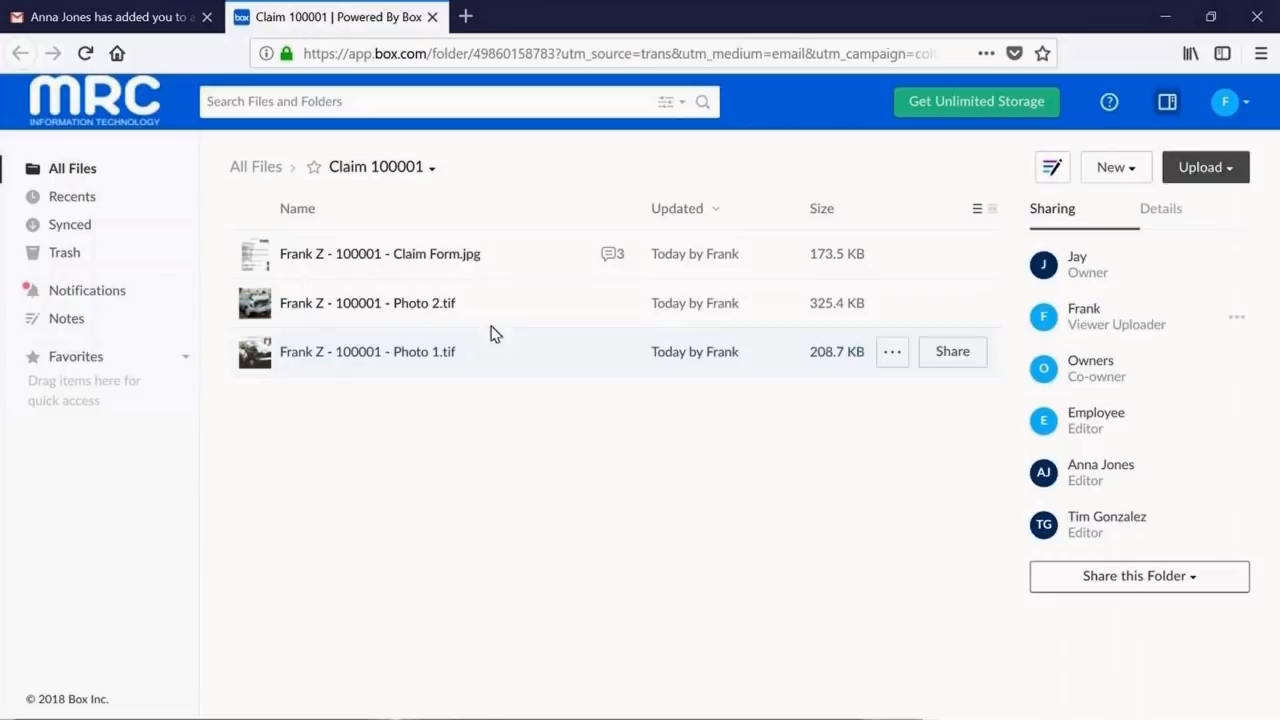 Anna Jones has added you to a
Claim 100001 | Powered By Box
https://app.box.com/folder/49860158783?utm_source=trans&utm_medium=email&utm_campaign=coll
MRC
INFORMATION TECHNOLOGY
Search Files and Folders
Get Unlimited Storage
F
All Files
Recents
Synced
Trash
Notifications
Notes
Favorites
Drag items here for
quick access
© 2018 Box Inc.
All Files > Claim 100001
New
Upload
Name Updated Size
Frank Z - 100001 - Claim Form.jpg 3 Today by Frank 173.5 KB
Frank Z - 100001 - Photo 2.tif Today by Frank 325.4 KB
Frank Z - 100001 - Photo 1.tif Today by Frank 208.7 KB Share
Sharing Details
J Jay
Owner
F Frank
Viewer Uploader
O Owners
Co-owner
E Employee
Editor
AJ Anna Jones
Editor
TG Tim Gonzalez
Editor
Share this Folder